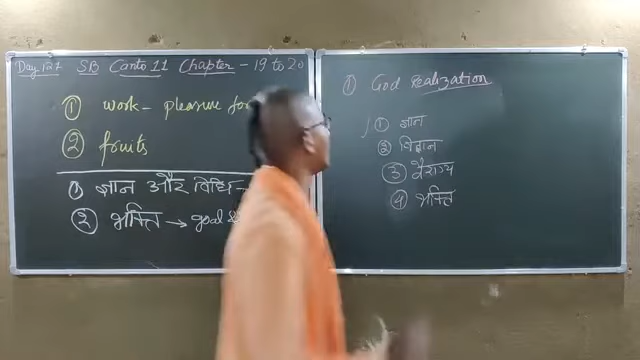 Day 127 SB Canto 11 Chapter - 19 to 20
① work - pleasure for
② fruits
① ज्ञान और विधि -
② भक्ति → goal
① God Realization
① ज्ञान
② विज्ञान
③ वैराग्य
④ भक्ति